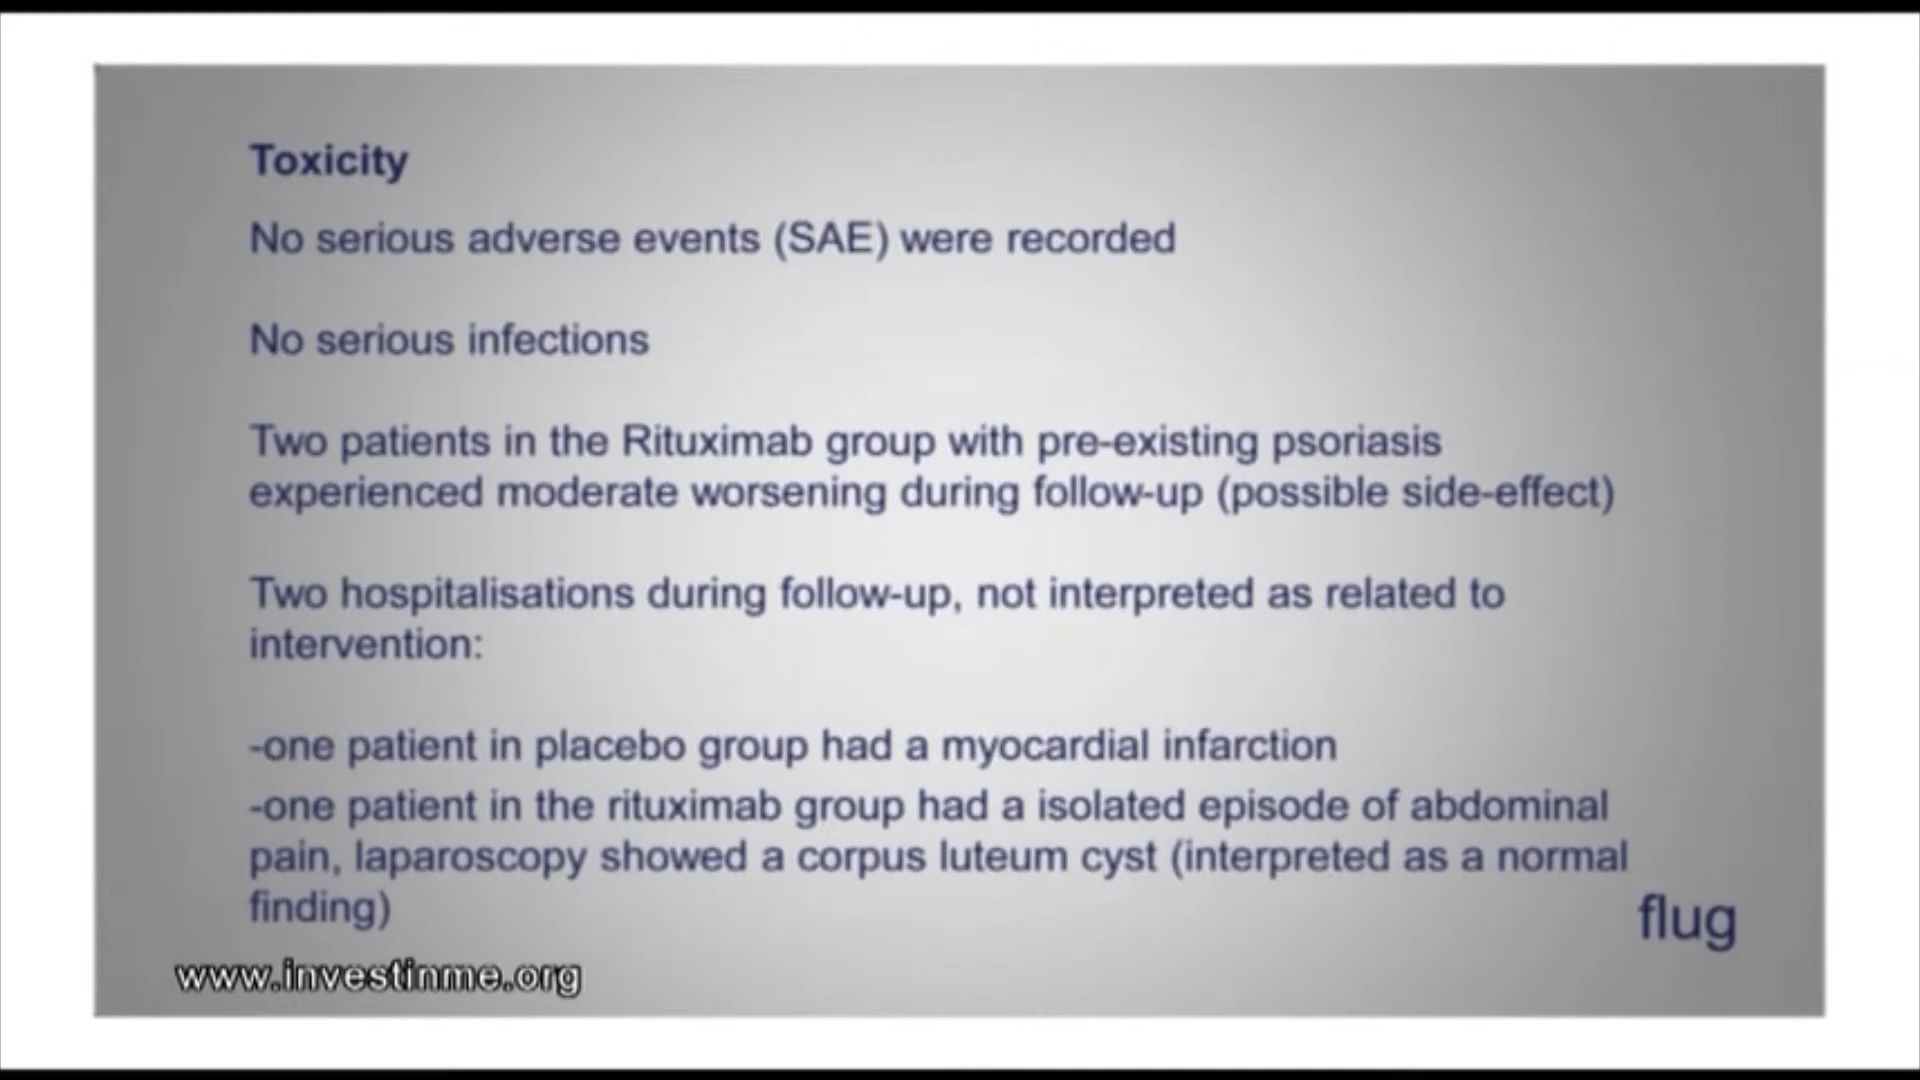 Toxicity
No serious adverse events (SAE) were recorded
No serious infections
Two patients in the Rituximab group with pre-existing psoriasis
experienced moderate worsening during follow-up (possible side-effect)
Two hospitalisations during follow-up, not interpreted as related to
intervention:
-one patient in placebo group had a myocardial infarction
-one patient in the rituximab group had a isolated episode of abdominal
pain, laparoscopy showed a corpus luteum cyst (interpreted as a normal
finding)
flug
www.investinme.org